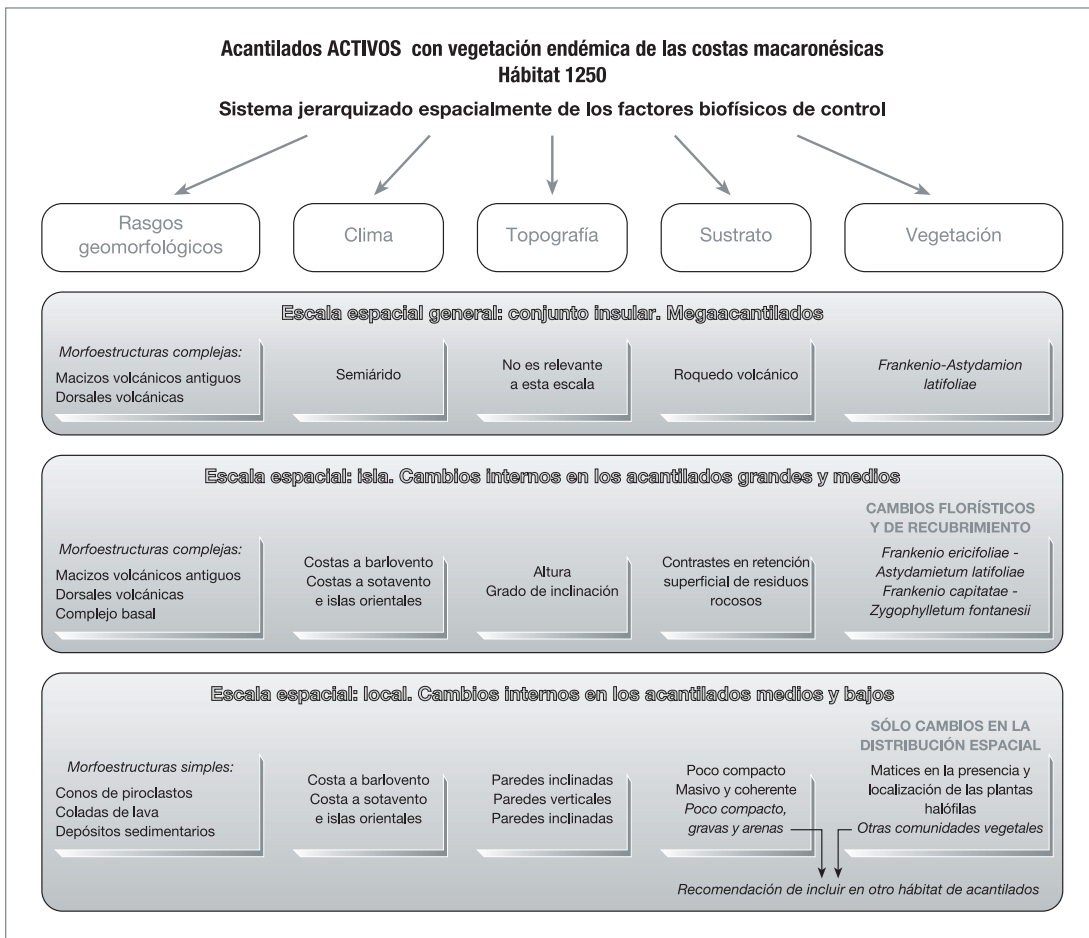 Acantilados ACTIVOS con vegetación endémica de las costas macaronésicas
Hábitat 1250
Sistema jerarquizado espacialmente de los factores biofísicos de control
Rasgos
geomorfológicos
Clima
Topografía
Sustrato
Vegetación
Escala espacial general: conjunto insular. Megaacantilados
Morfoestructuras complejas:
Macizos volcánicos antiguos
Dorsales volcánicas
Semiárido
No es relevante
a esta escala
Roquedo volcánico
Frankenio-Astydamion
latifoliae
Escala espacial: isla. Cambios internos en los acantilados grandes y medios
Morfoestructuras complejas:
Macizos volcánicos antiguos
Dorsales volcánicas
Complejo basal
Costas a barlovento
Costas a sotavento
e islas orientales
Altura
Grado de inclinación
Contrastes en retención
superficial de residuos
rocosos
CAMBIOS FLORÍSTICOS
Y DE RECUBRIMIENTO
Frankenio ericifoliae -
Astydamietum latifoliae
Frankenio capitatae -
Zygophylletum fontanesii
Escala espacial: local. Cambios internos en los acantilados medios y bajos
Morfoestructuras simples:
Conos de piroclastos
Coladas de lava
Depósitos sedimentarios
Costa a barlovento
Costa a sotavento
e islas orientales
Paredes inclinadas
Paredes verticales
Paredes inclinadas
Poco compacto
Masivo y coherente
Poco compacto,
gravas y arenas
SÓLO CAMBIOS EN LA
DISTRIBUCIÓN ESPACIAL
Matices en la presencia y
localización de las plantas
halófilas
Otras comunidades vegetales
Recomendación de incluir en otro hábitat de acantilados